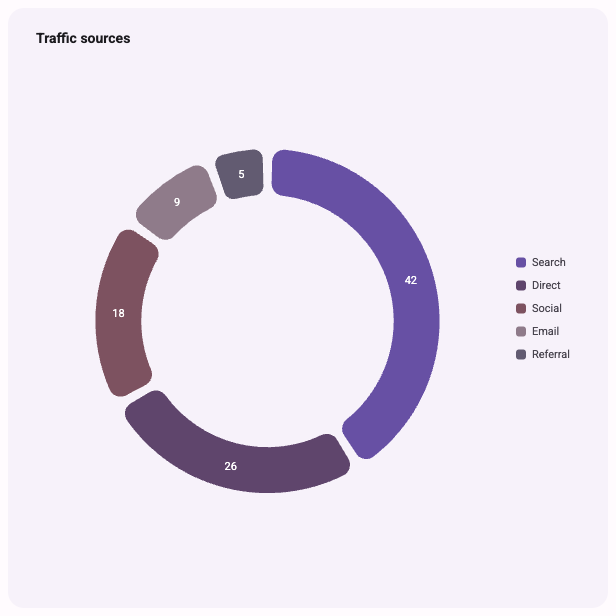 Traffic sources
5
42
9
18
26
Search
Direct
Social
Email
Referral